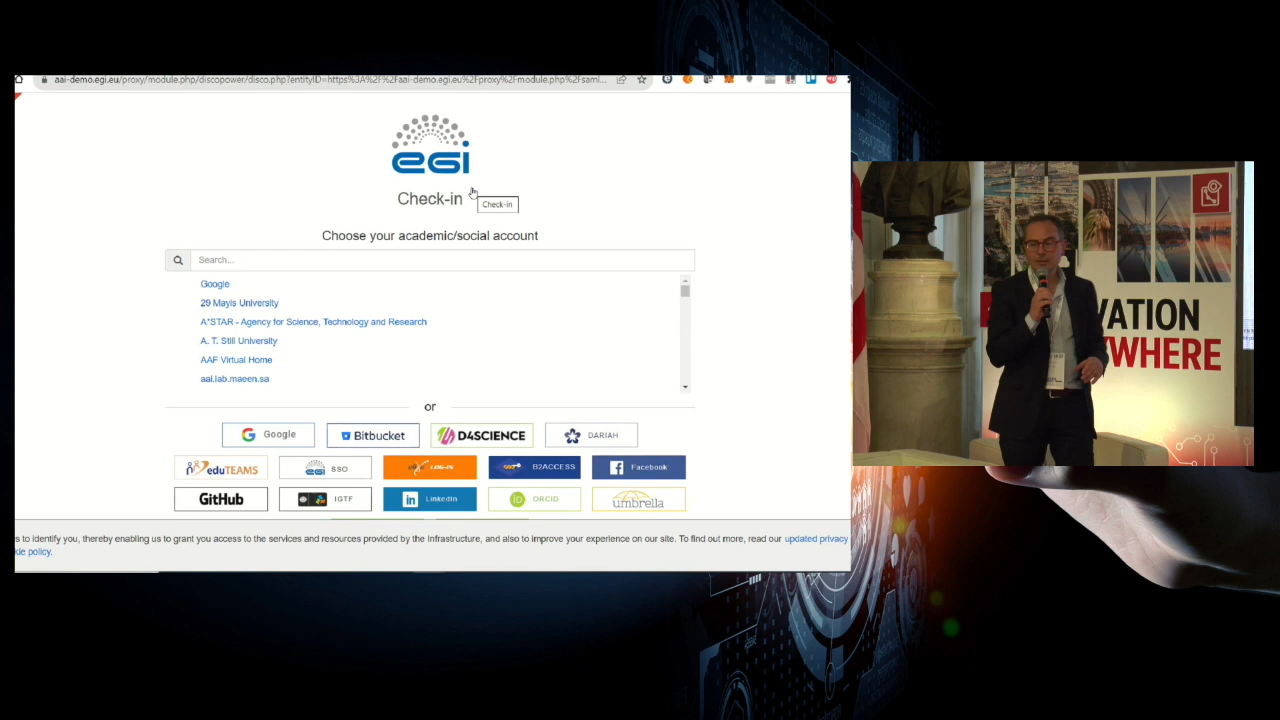 aai-demo.egi.eu/proxy/module.php/discopower/disco.php?entityID=https%3A%2F%2Faai-demo.egi.eu%2Fproxy%2Fmodule.php%2Fsaml...
egi
Check-in
Check-in
Choose your academic/social account
Search...
Google
29 Mayis University
A*STAR - Agency for Science, Technology and Research
A. T. Still University
AAF Virtual Home
aai.lab.maeen.sa
or
Google
Bitbucket
D4SCIENCE
DARIAH
eduTEAMS
SSO
LOG-IN
B2ACCESS
Facebook
GitHub
IGTF
LinkedIn
ORCID
umbrella
s to identify you, thereby enabling us to grant you access to the services and resources provided by the Infrastructure, and also to improve your experience on our site. To find out more, read our updated privacy
kie policy.
VATION
YWHERE